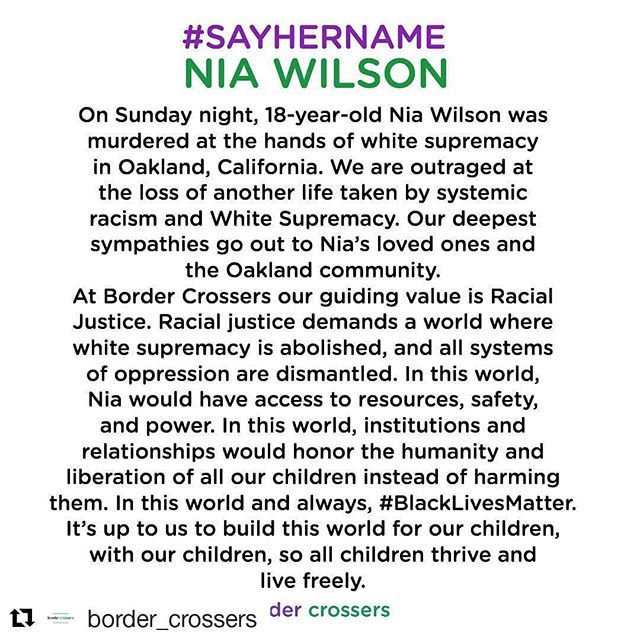 #SAYHERNAME
NIA WILSON
On Sunday night, 18-year-old Nia Wilson was
murdered at the hands of white supremacy
in Oakland, California. We are outraged at
the loss of another life taken by systemic
racism and White Supremacy. Our deepest
sympathies go out to Nia’s loved ones and
the Oakland community.
At Border Crossers our guiding value is Racial
Justice. Racial justice demands a world where
white supremacy is abolished, and all systems
of oppression are dismantled. In this world,
Nia would have access to resources, safety,
and power. In this world, institutions and
relationships would honor the humanity and
liberation of all our children instead of harming
them. In this world and always, #BlackLivesMatter.
It’s up to us to build this world for our children,
with our children, so all children thrive and
live freely.
border_crossers der crossers